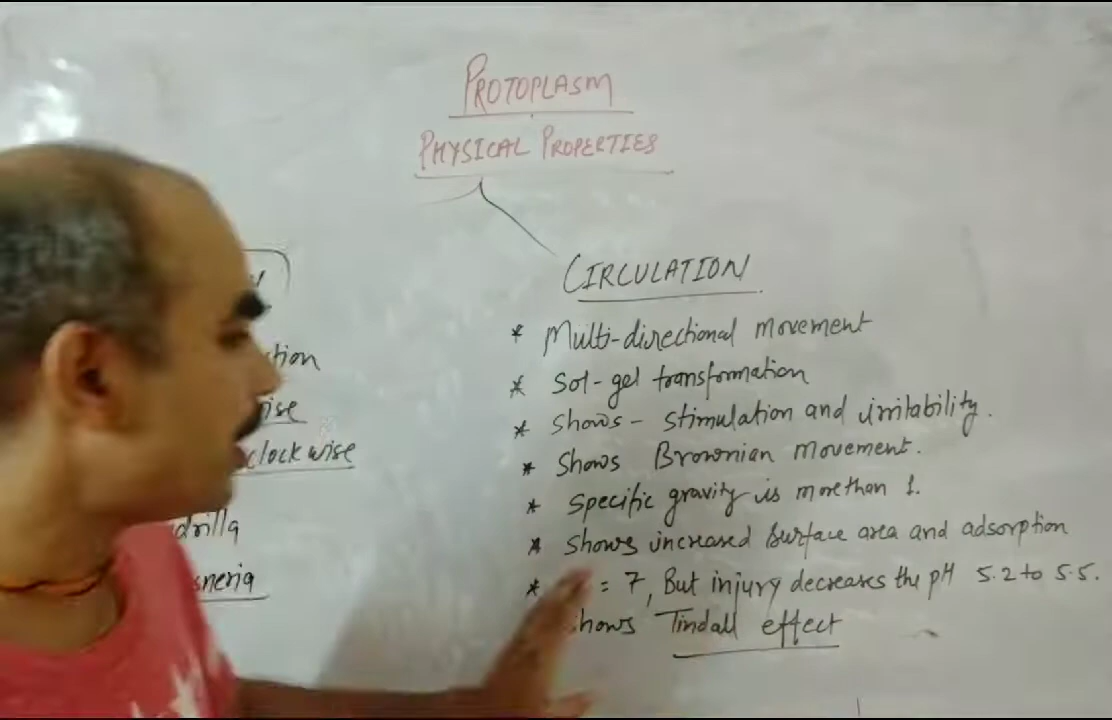 PROTOPLASM
PHYSICAL PROPERTIES
CIRCULATION
* Multi-directional movement
* Sol-gel transformation
* Shows - Stimulation and irritability.
* Shows Brownian movement.
* Specific gravity is more than 1.
* Shows increased surface area and adsorption
* = 7, But injury decreases the pH 5.2 to 5.5.
hows Tindall effect
tion
ise
clockwise
drilla
sneria